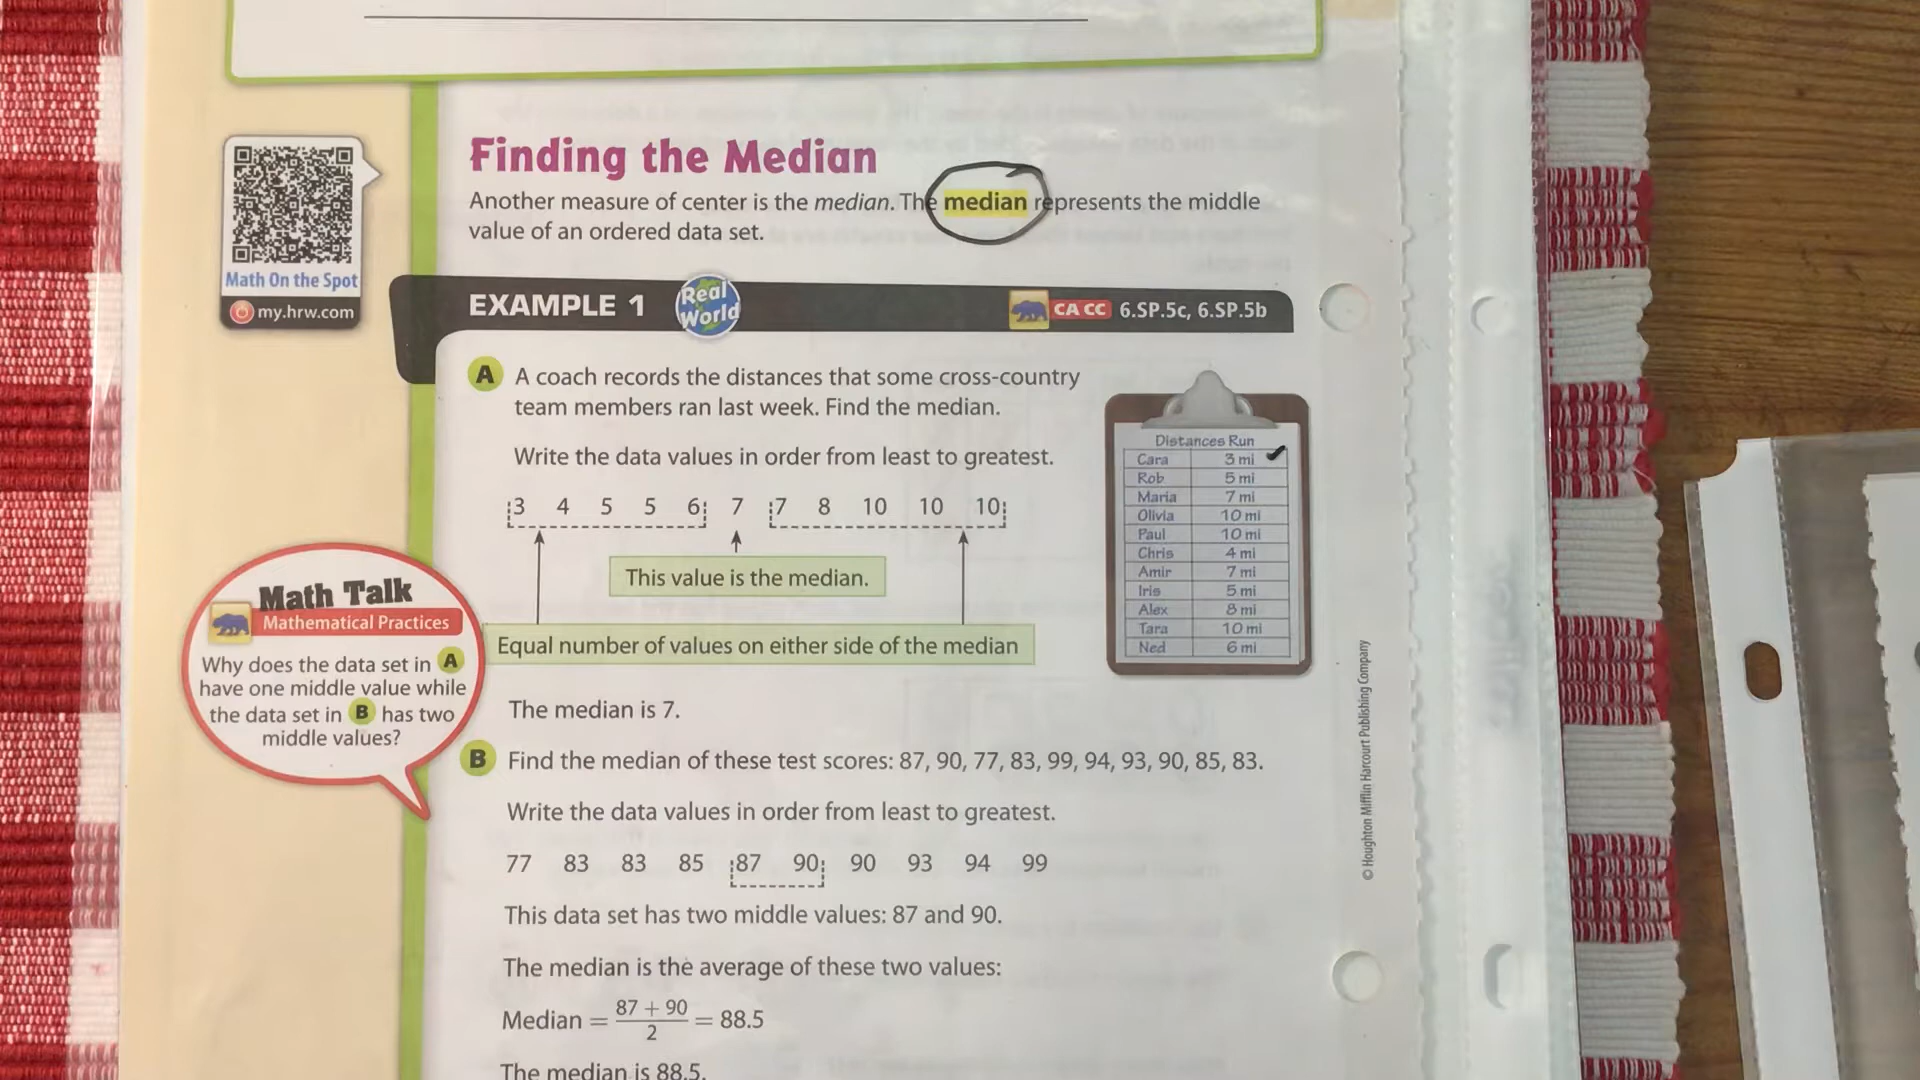 Finding the Median
Another measure of center is the median. The median represents the middle
value of an ordered data set.
Math On the Spot
my.hrw.com
EXAMPLE 1
Real
World
CA CC 6.SP.5c, 6.SP.5b
A A coach records the distances that some cross-country
team members ran last week. Find the median.
Write the data values in order from least to greatest.
3 4 5 5 6 7 7 8 10 10 10
This value is the median.
Equal number of values on either side of the median
Distances Run
Cara 3 mi
Rob 5 mi
Maria 7 mi
Olivia 10 mi
Paul 10 mi
Chris 4 mi
Amir 7 mi
Iris 5 mi
Alex 8 mi
Tara 10 mi
Ned 6 mi
Math Talk
Mathematical Practices
Why does the data set in A
have one middle value while
the data set in B has two
middle values?
The median is 7.
B Find the median of these test scores: 87, 90, 77, 83, 99, 94, 93, 90, 85, 83.
Write the data values in order from least to greatest.
77 83 83 85 87 90 90 93 94 99
This data set has two middle values: 87 and 90.
The median is the average of these two values:
Median = 87 + 90 / 2 = 88.5
The median is 88.5.
© Houghton Mifflin Harcourt Publishing Company